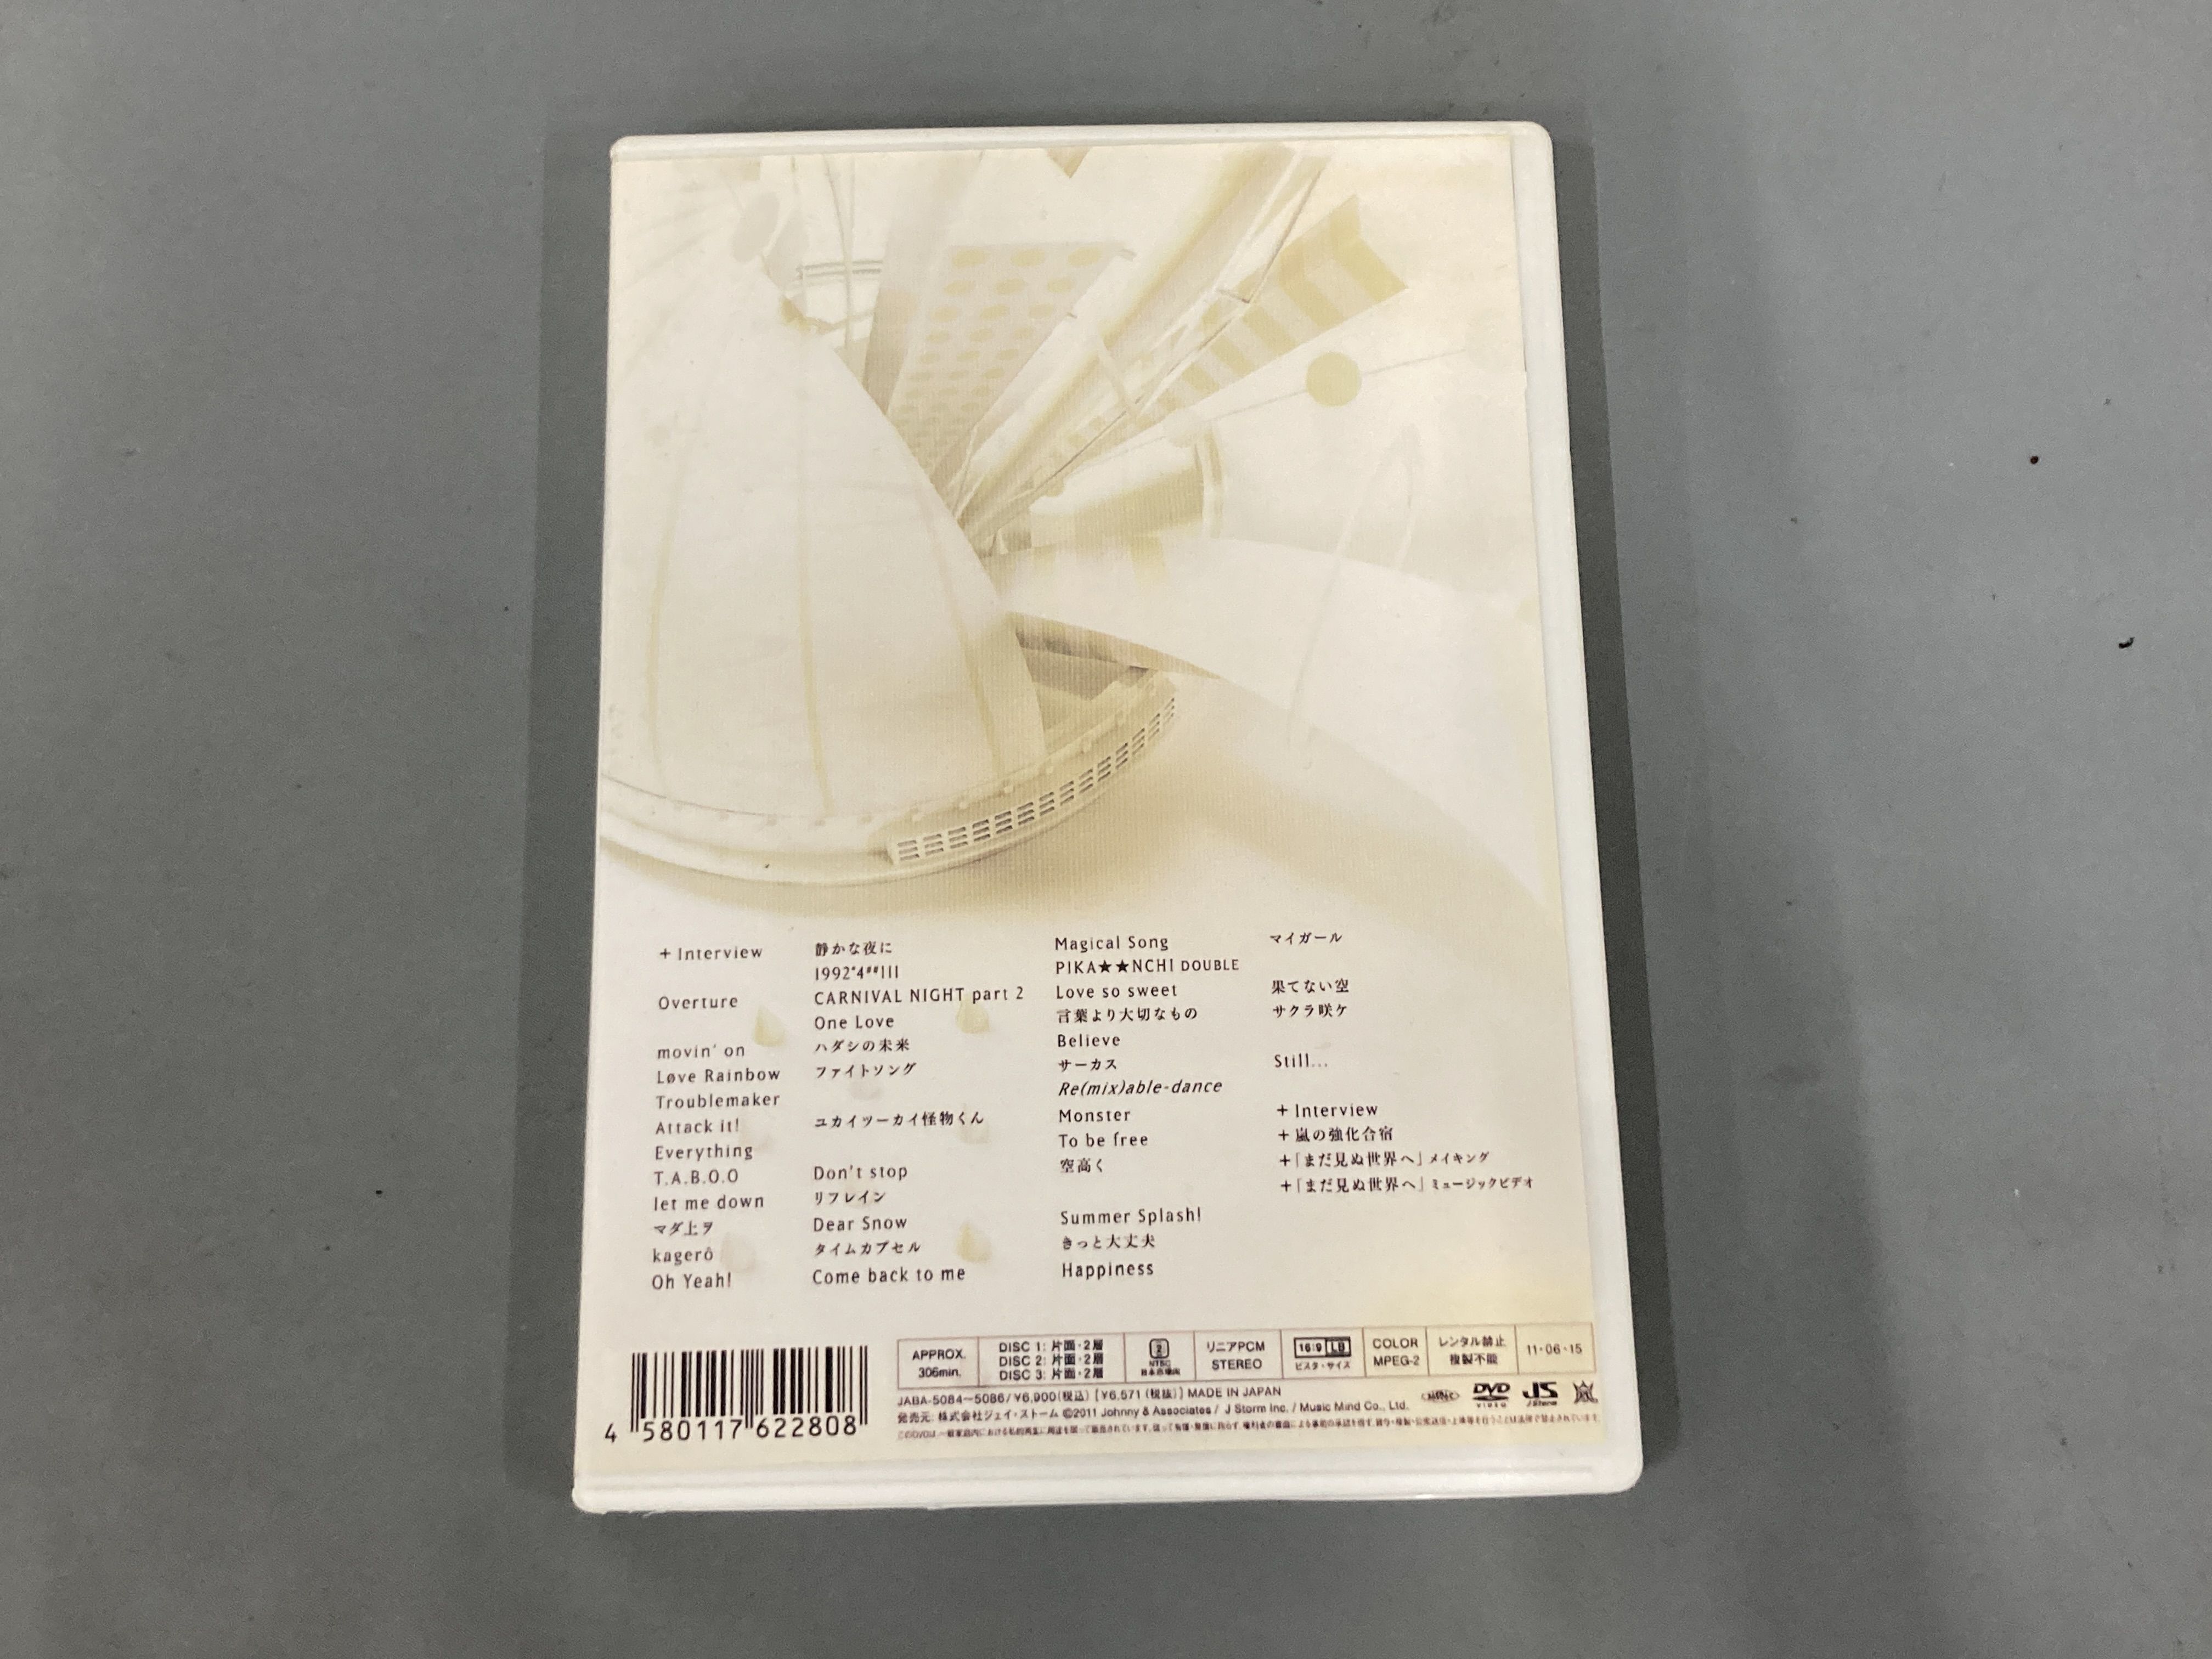 + Interview
Overture
movin' on
Løve Rainbow
Troublemaker
Attack it!
Everything
T.A.B.O.O
let me down
マダ上ヲ
kagerô
Oh Yeah!
静かな夜に
1992*4##111
CARNIVAL NIGHT part 2
One Love
ハダシの未来
ファイトソング
ユカイツーカイ怪物くん
Don't stop
リフレイン
Dear Snow
タイムカプセル
Come back to me
Magical Song
PIKA★★NCHI DOUBLE
Love so sweet
言葉より大切なもの
Believe
サーカス
Re(mix)able-dance
Monster
To be free
空高く
Summer Splash!
きっと大丈夫
Happiness
マイガール
果てない空
サクラ咲ケ
Still...
+ Interview
+ 嵐の強化合宿
+「まだ見ぬ世界へ」メイキング
+「まだ見ぬ世界へ」ミュージックビデオ
4 580117 622808
APPROX. 306min.
DISC 1: 片面・2層
DISC 2: 片面・2層
DISC 3: 片面・2層
2 NTSC 日本市場向
リニアPCM STEREO
16:9 LB ビスタ・サイズ
COLOR MPEG-2
レンタル禁止 複製不能
11・06・15
JABA-5084〜5086/¥6,900(税込) [¥6,571(税抜)] MADE IN JAPAN
発売元: 株式会社ジェイ・ストーム ©2011 Johnny & Associates / J Storm Inc. / Music Mind Co., Ltd.
DVD VIDEO
JS J Storm